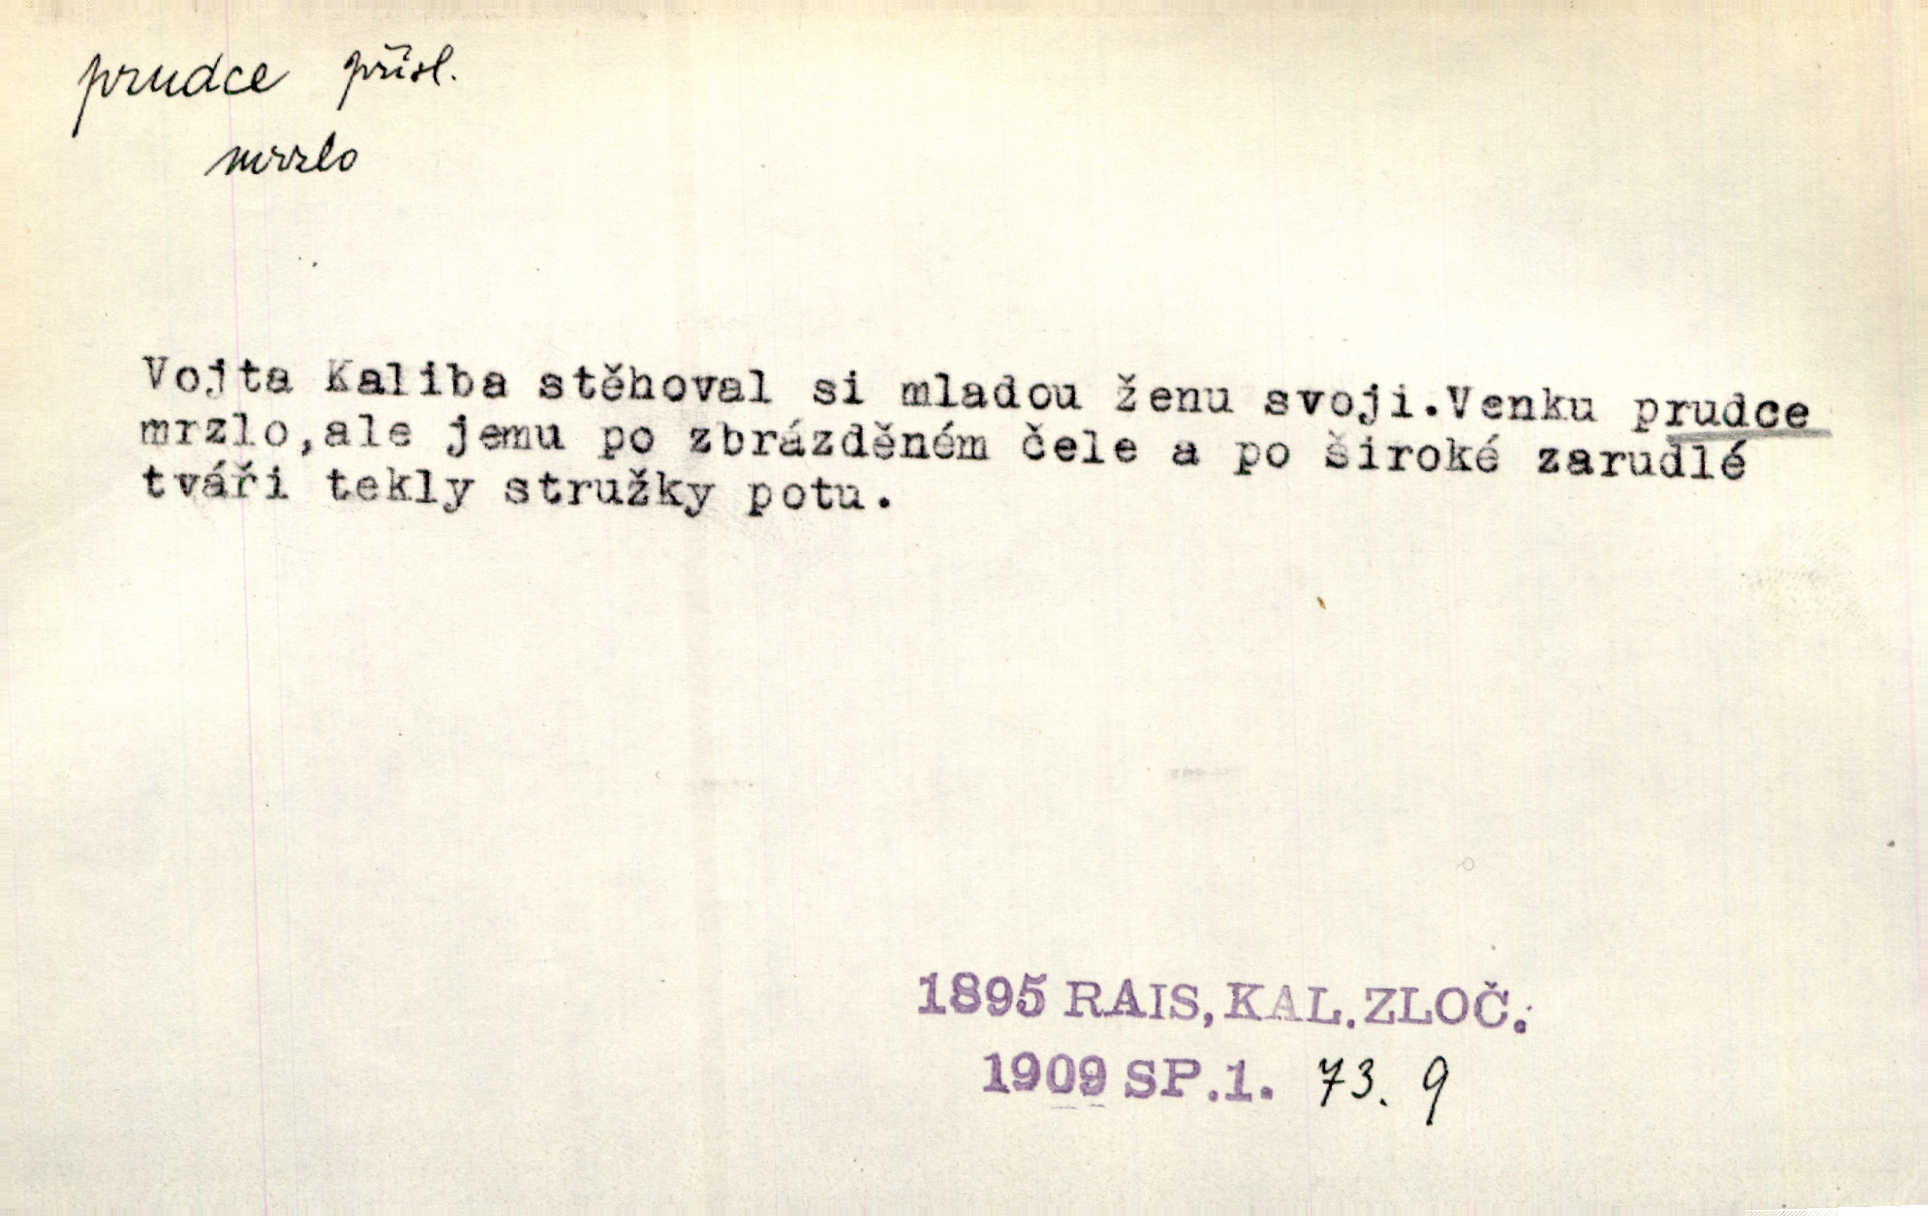 prudce přísl.
mrzlo
Vojta Kaliba stěhoval si mladou ženu svoji.Venku prudce
mrzlo,ale jemu po zbrázděném čele a po široké zarudlé
tváři tekly stružky potu.
1895 RAIS, KAL. ZLOČ.
1909 SP.1. 73. 9